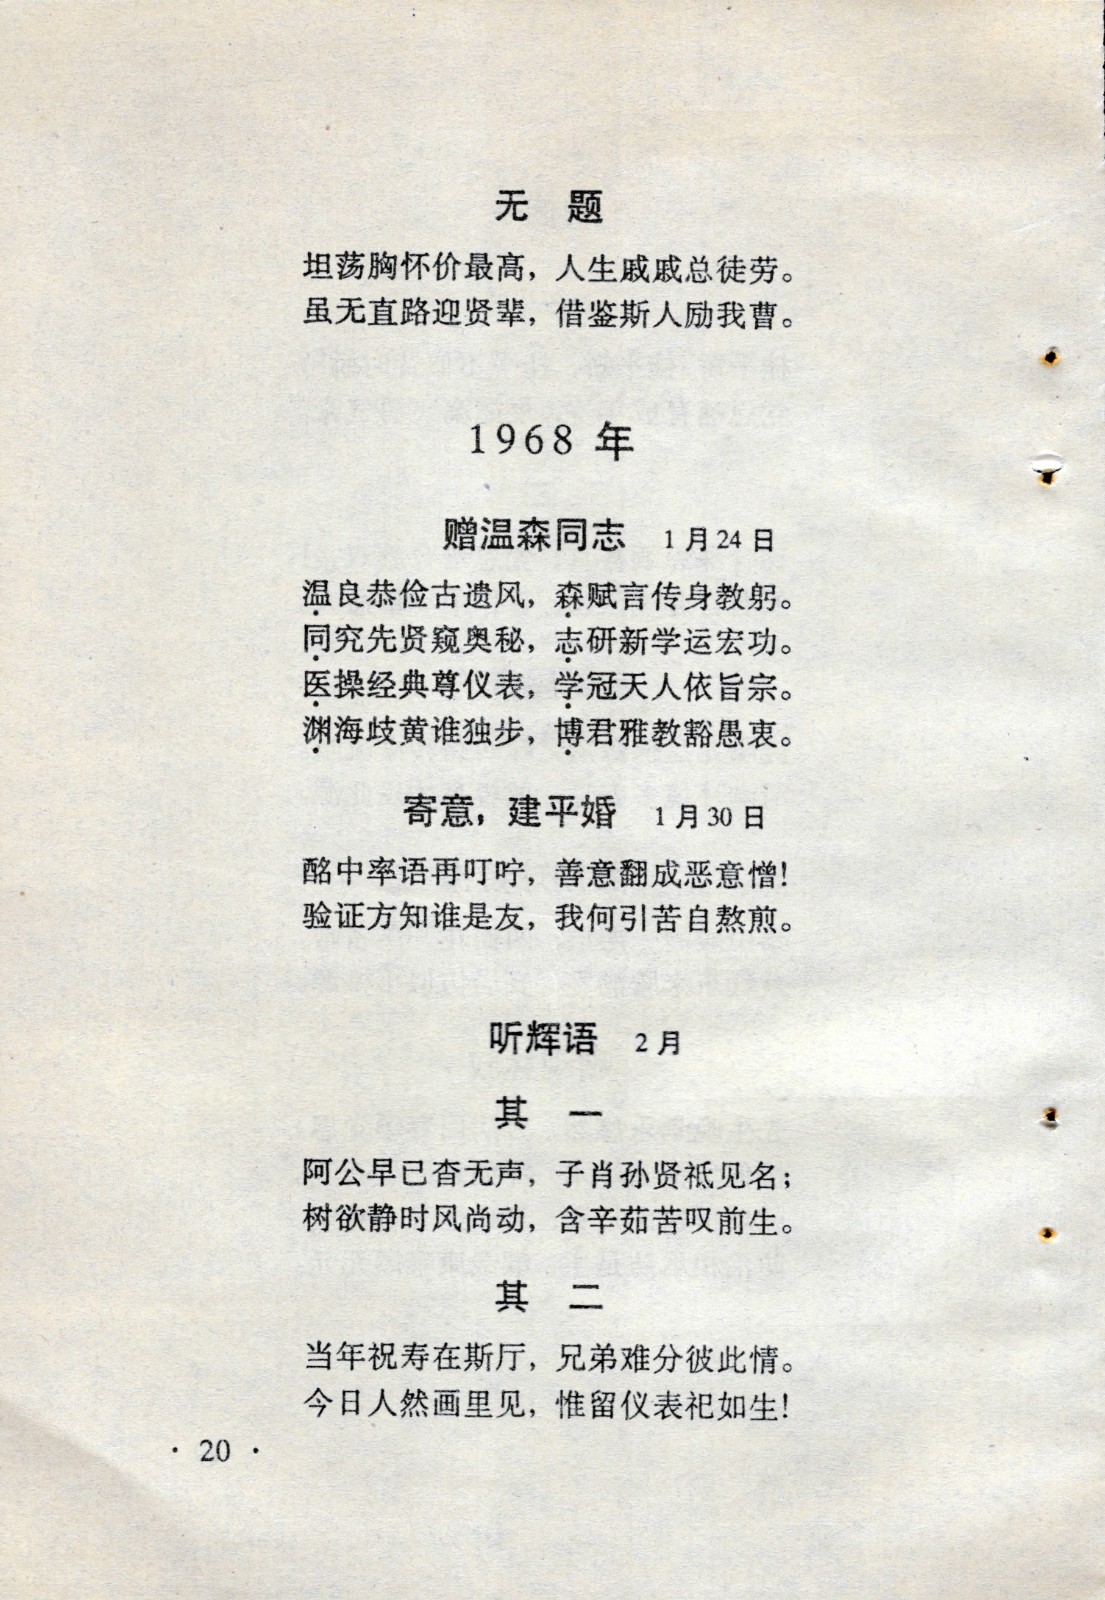 无 题
坦荡胸怀价最高，人生戚戚总徒劳。
虽无直路迎贤辈，借鉴斯人励我曹。
1968 年
赠温森同志 1月24日
温良恭俭古遗风，森赋言传身教躬。
同究先贤窥奥秘，志研新学运宏功。
医操经典尊仪表，学冠天人依旨宗。
渊海歧黄谁独步，博君雅教豁愚衷。
寄意，建平婚 1月30日
酩中率语再叮咛，善意翻成恶意憎！
验证方知谁是友，我何引苦自熬煎。
听辉语 2月
其 一
阿公早已杳无声，子肖孙贤祗见名；
树欲静时风尚动，含辛茹苦叹前生。
其 二
当年祝寿在斯厅，兄弟难分彼此情。
今日人然画里见，惟留仪表祀如生！
· 20 ·